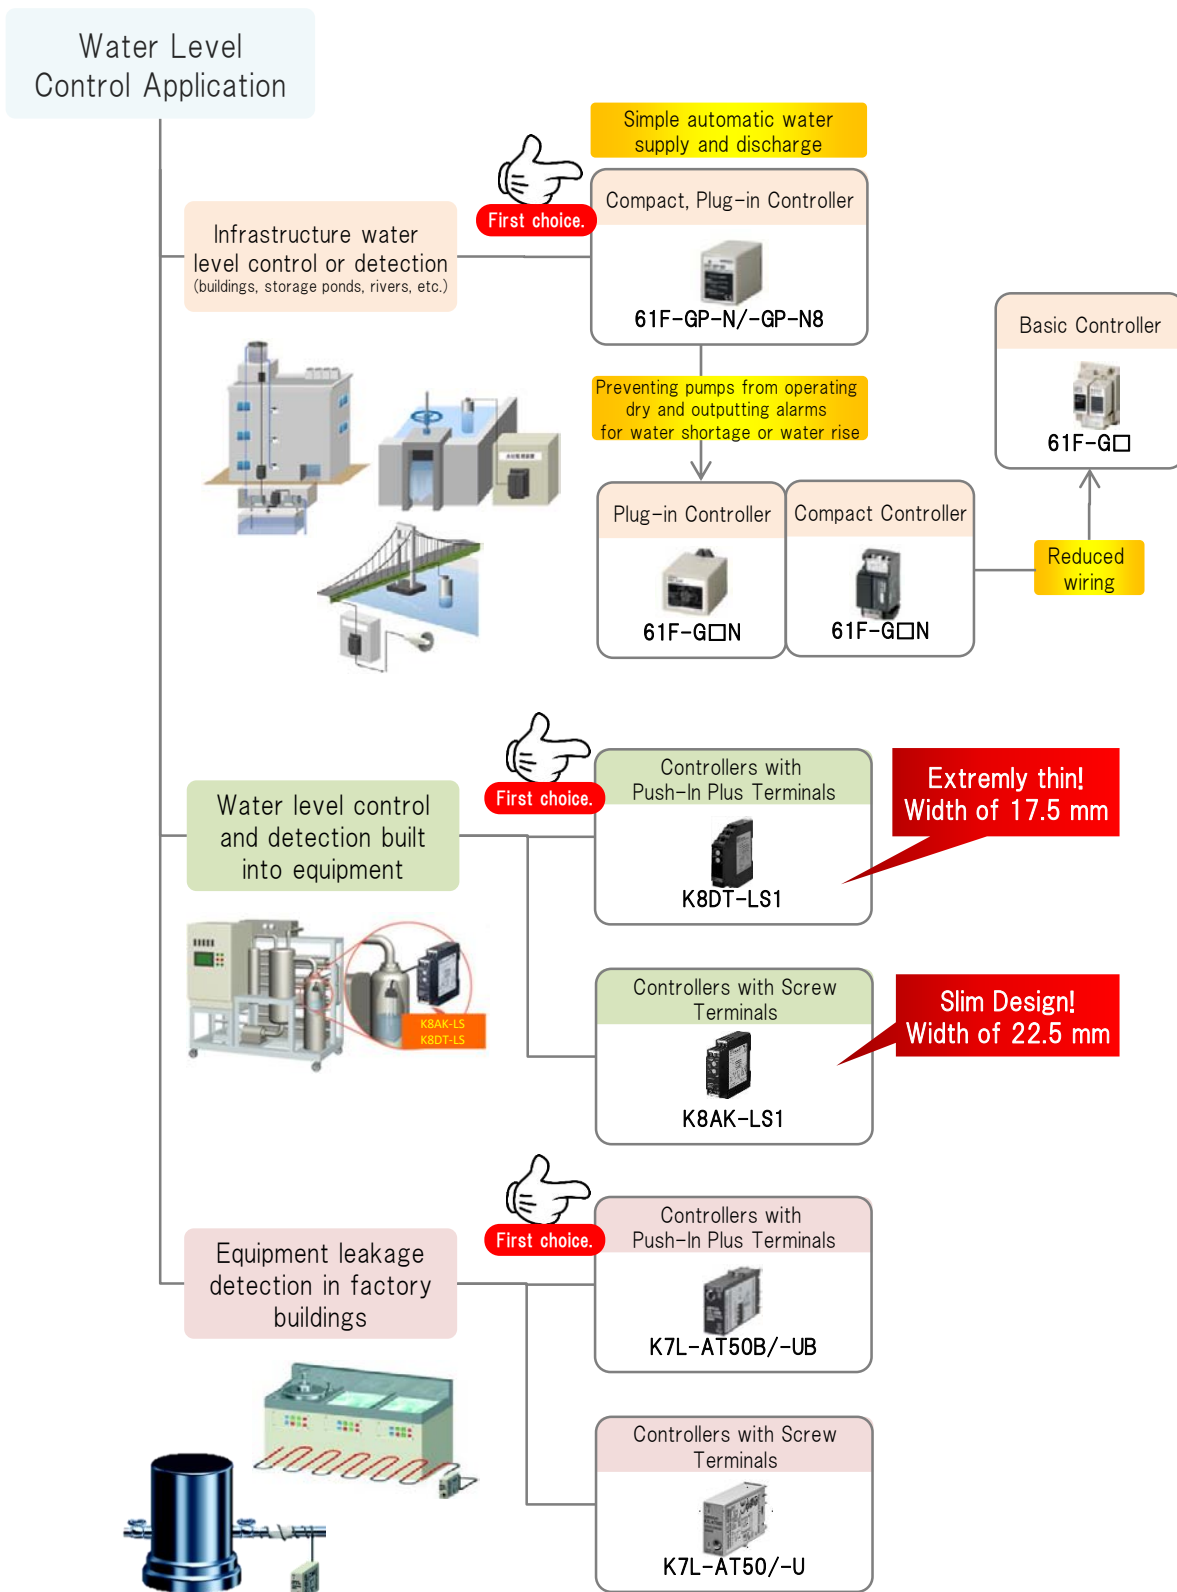 Water Level
Control Application
Simple automatic water
supply and discharge
First choice.
Compact, Plug-in Controller
61F-GP-N/-GP-N8
Infrastructure water
level control or detection
(buildings, storage ponds, rivers, etc.)
Basic Controller
61F-G□
Preventing pumps from operating
dry and outputting alarms
for water shortage or water rise
Plug-in Controller
61F-G□N
Compact Controller
61F-G□N
Reduced
wiring
First choice.
Controllers with
Push-In Plus Terminals
K8DT-LS1
Extremly thin!
Width of 17.5 mm
Water level control
and detection built
into equipment
K8AK-LS
K8DT-LS
Controllers with Screw
Terminals
K8AK-LS1
Slim Design!
Width of 22.5 mm
First choice.
Controllers with
Push-In Plus Terminals
K7L-AT50B/-UB
Equipment leakage
detection in factory
buildings
Controllers with Screw
Terminals
K7L-AT50/-U